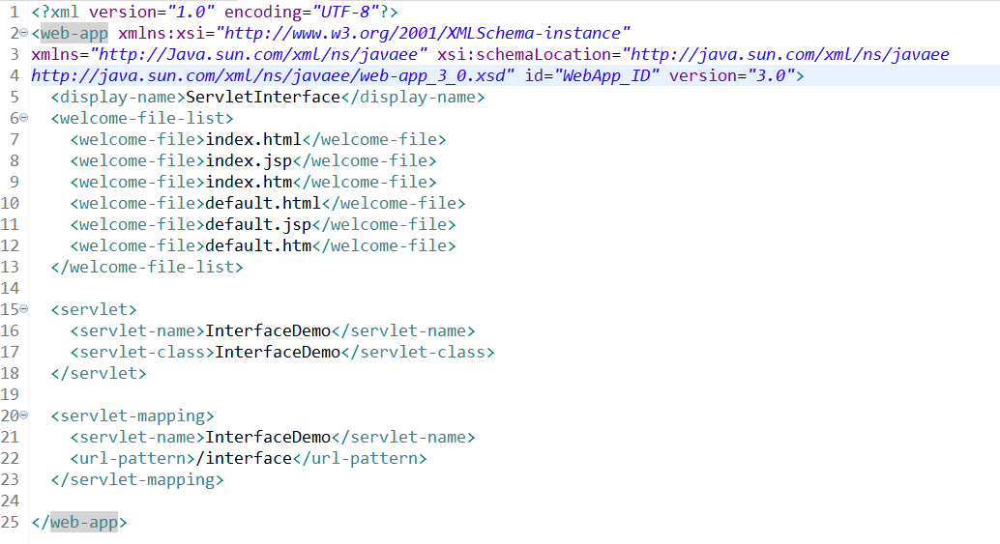 1 <?xml version="1.0" encoding="UTF-8"?>
2 <web-app xmlns:xsi="http://www.w3.org/2001/XMLSchema-instance"
3 xmlns="http://Java.sun.com/xml/ns/javaee" xsi:schemaLocation="http://java.sun.com/xml/ns/javaee
4 http://java.sun.com/xml/ns/javaee/web-app_3_0.xsd" id="WebApp_ID" version="3.0">
5   <display-name>ServletInterface</display-name>
6   <welcome-file-list>
7     <welcome-file>index.html</welcome-file>
8     <welcome-file>index.jsp</welcome-file>
9     <welcome-file>index.htm</welcome-file>
10     <welcome-file>default.html</welcome-file>
11     <welcome-file>default.jsp</welcome-file>
12     <welcome-file>default.htm</welcome-file>
13   </welcome-file-list>
14
15   <servlet>
16     <servlet-name>InterfaceDemo</servlet-name>
17     <servlet-class>InterfaceDemo</servlet-class>
18   </servlet>
19
20   <servlet-mapping>
21     <servlet-name>InterfaceDemo</servlet-name>
22     <url-pattern>/interface</url-pattern>
23   </servlet-mapping>
24
25 </web-app>